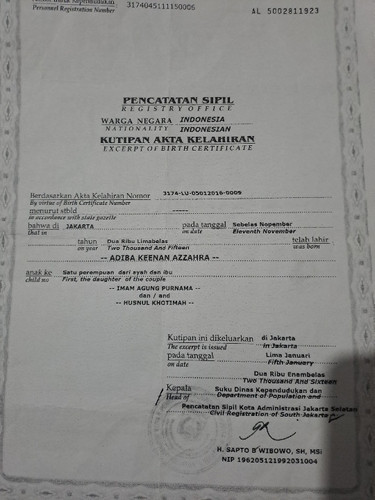 Personnel Registration Number 3174045111150006
AL 5002811923
PENCATATAN SIPIL
REGISTRY OFFICE
WARGA NEGARA INDONESIA
NATIONALITY INDONESIAN
KUTIPAN AKTA KELAHIRAN
EXCERPT OF BIRTH CERTIFICATE
Berdasarkan Akta Kelahiran Nomor 3174-LU-05012016-0009
By virtue of Birth Certificate Number
menurut stbld -----
in accordance with state gazette
bahwa di JAKARTA pada tanggal Sebelas Nopember
that in on date Eleventh November
tahun Dua Ribu Limabelas telah lahir
on year Two Thousand And Fifteen was born
-- ADIBA KEENAN AZZAHRA --
anak ke Satu perempuan dari ayah dan ibu
child no First, the daughter of the couple
-- IMAM AGUNG PURNAMA --
dan / and
-- HUSNUL KHOTIMAH --
Kutipan ini dikeluarkan di Jakarta
The excerpt is issued in Jakarta
pada tanggal Lima Januari
on date Fifth January
Dua Ribu Enambelas
Two Thousand And Sixteen
Kepala Suku Dinas Kependudukan dan
Head of Department of Population and
Pencatatan Sipil Kota Administrasi Jakarta Selatan
Civil Registration of South Jakarta
H. SAPTO B WIBOWO, SH, MSi
NIP 196205121992031004